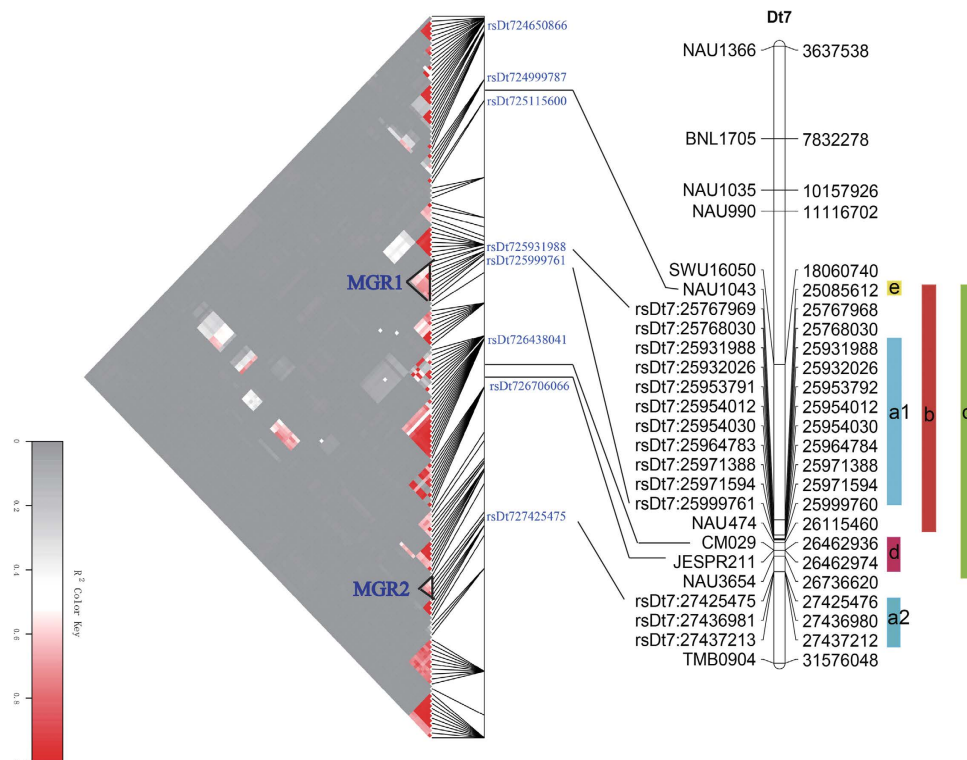 rsDt724650866
rsDt724999787
rsDt725115600
rsDt725931988
rsDt725999761
rsDt726438041
rsDt726706066
rsDt727425475
MGR1
MGR2
0
0.2
0.4
0.6
0.8
R² Color Key
Dt7
NAU1366 3637538
BNL1705 7832278
NAU1035 10157926
NAU990 11116702
SWU16050 18060740
NAU1043 25085612
rsDt7:25767969 25767968
rsDt7:25768030 25768030
rsDt7:25931988 25931988
rsDt7:25932026 25932026
rsDt7:25953791 25953792
rsDt7:25954012 25954012
rsDt7:25954030 25954030
rsDt7:25964783 25964784
rsDt7:25971388 25971388
rsDt7:25971594 25971594
rsDt7:25999761 25999760
NAU474 26115460
CM029 26462936
JESPR211 26462974
NAU3654 26736620
rsDt7:27425475 27425476
rsDt7:27436981 27436980
rsDt7:27437213 27437212
TMB0904 31576048
e
a1
b
d
a2